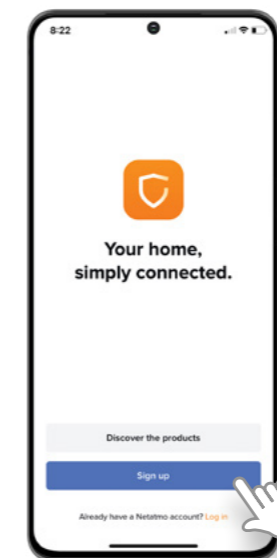 8:22
Your home,
simply connected.
Discover the products
Sign up
Already have a Netatmo account? Log in